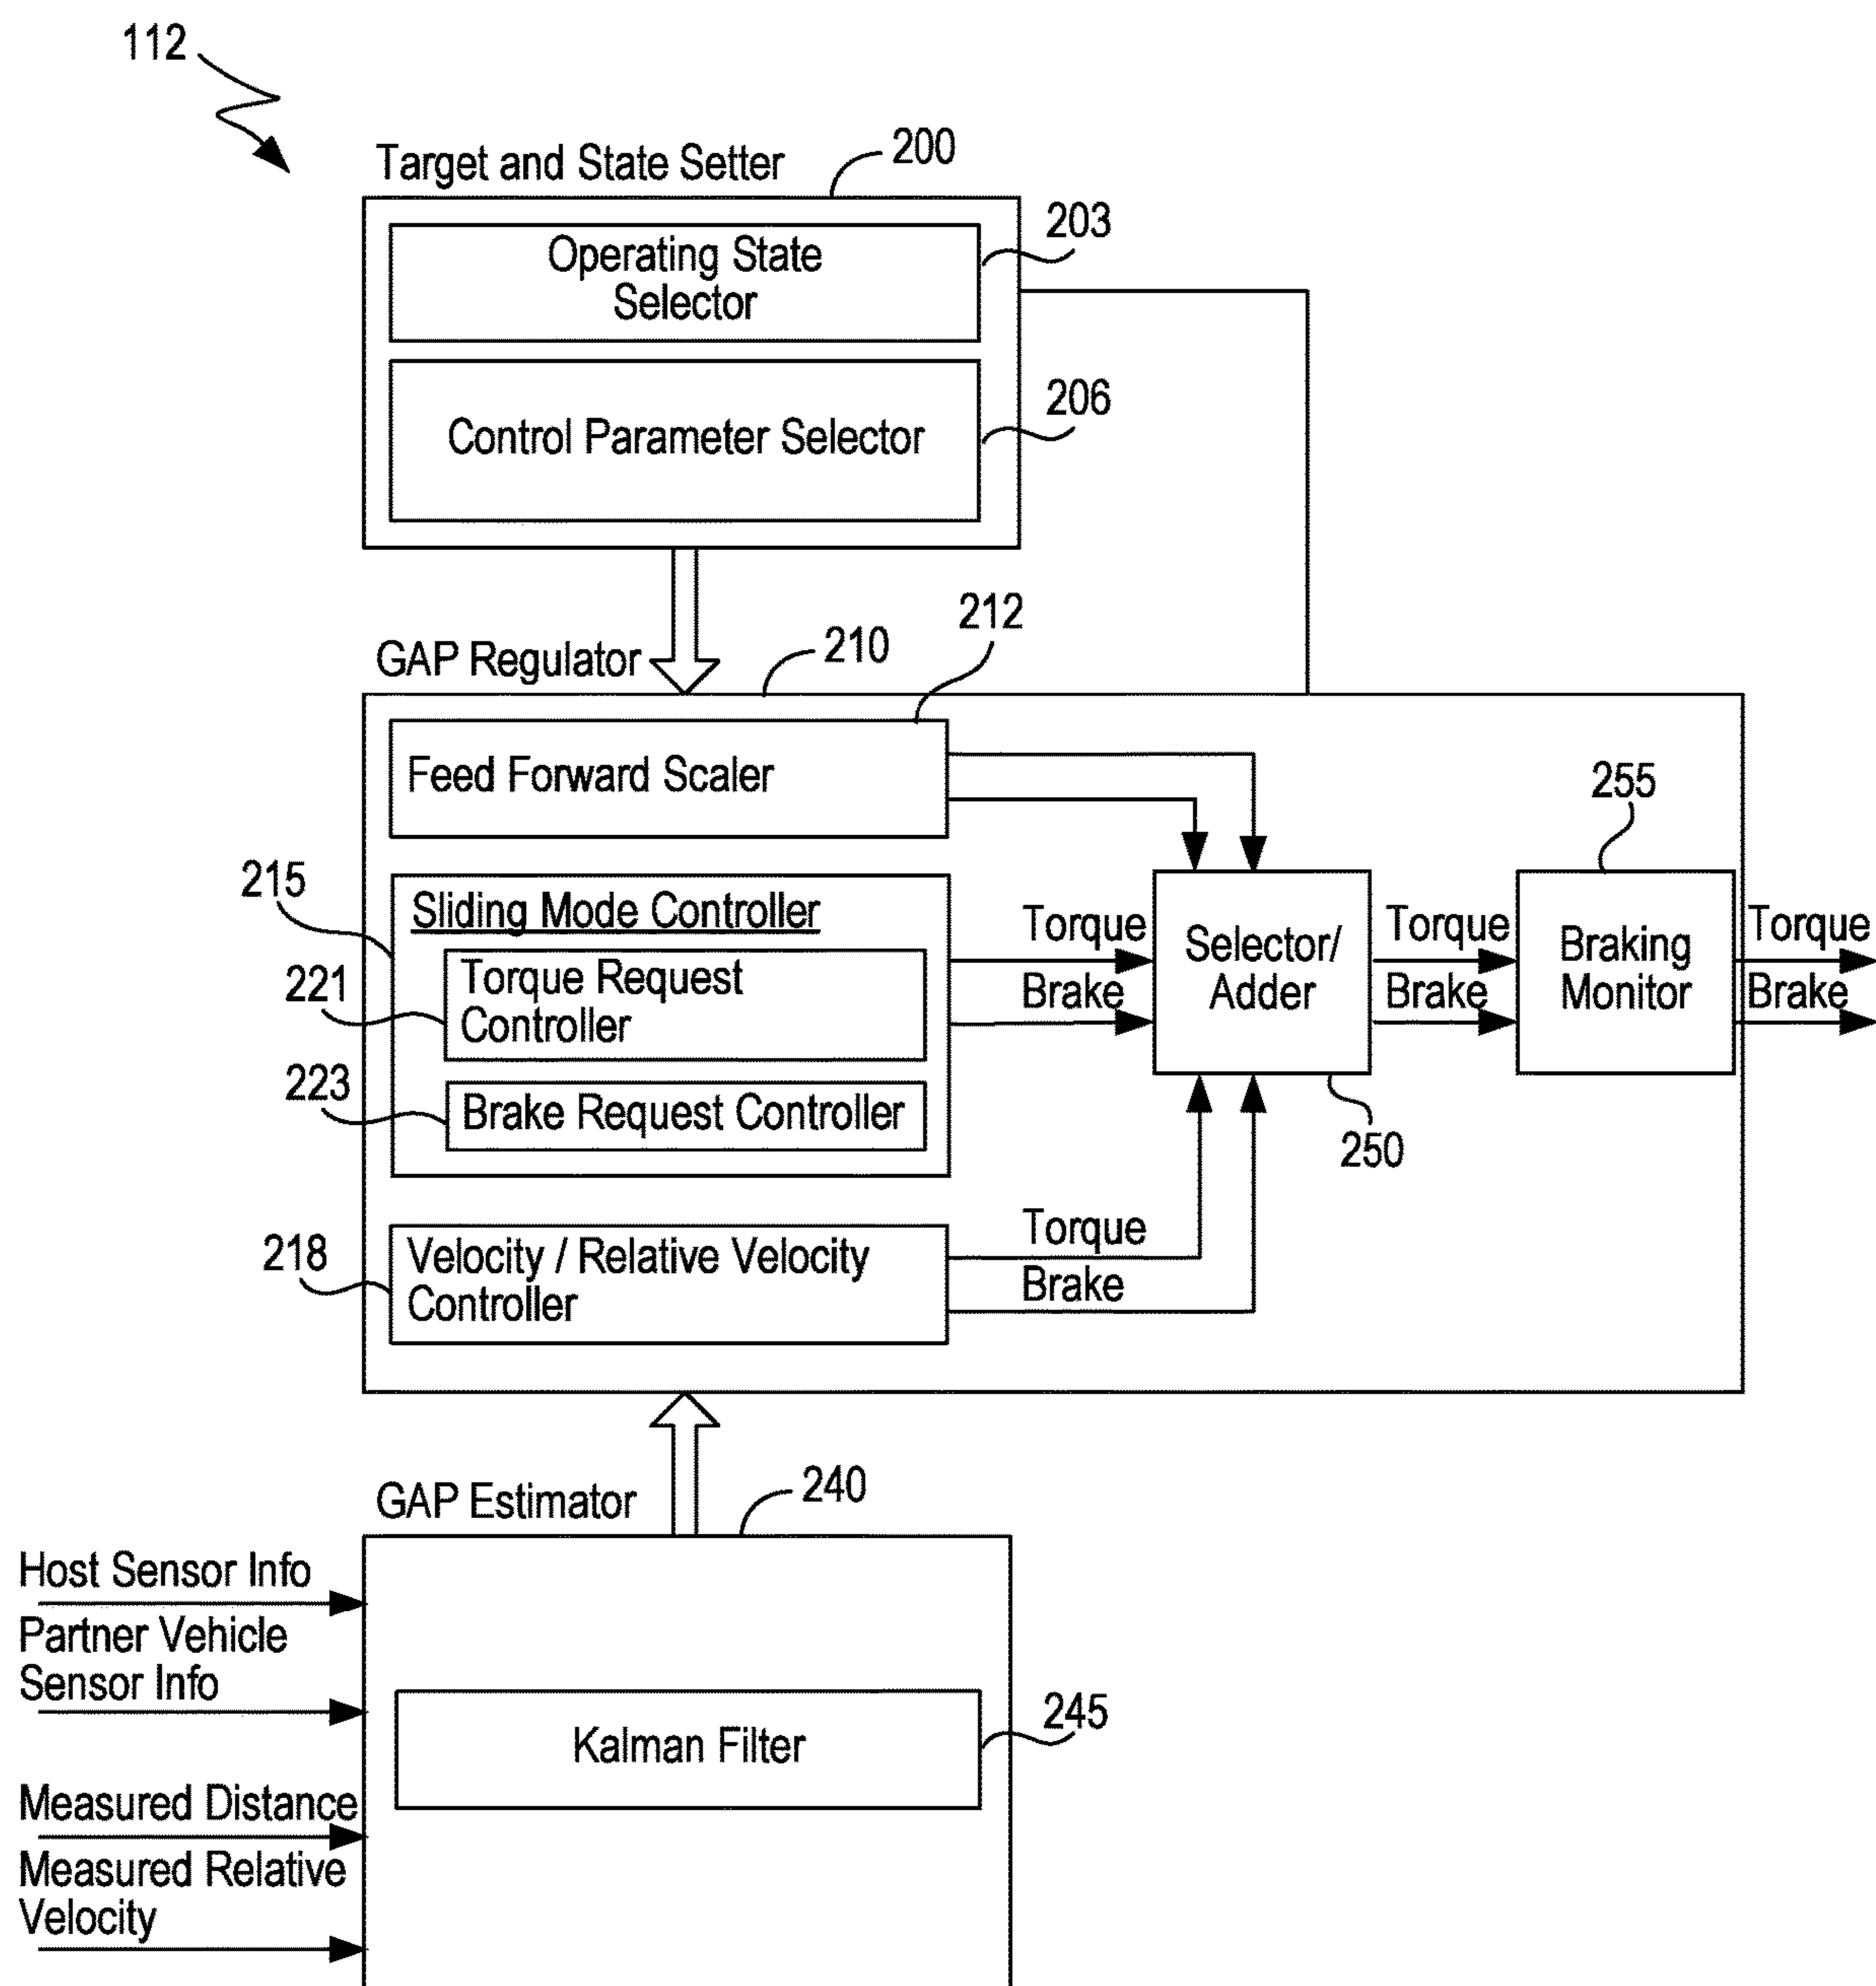 112
Target and State Setter
200
Operating State
Selector
203
Control Parameter Selector
206
GAP Regulator
210
212
Feed Forward Scaler
255
215
Sliding Mode Controller
221
Torque Request
Controller
223
Brake Request Controller
Torque
Brake
Selector/
Adder
250
Torque
Brake
Braking
Monitor
Torque
Brake
218
Velocity / Relative Velocity
Controller
Torque
Brake
GAP Estimator
240
Host Sensor Info
Partner Vehicle
Sensor Info
Kalman Filter
245
Measured Distance
Measured Relative
Velocity